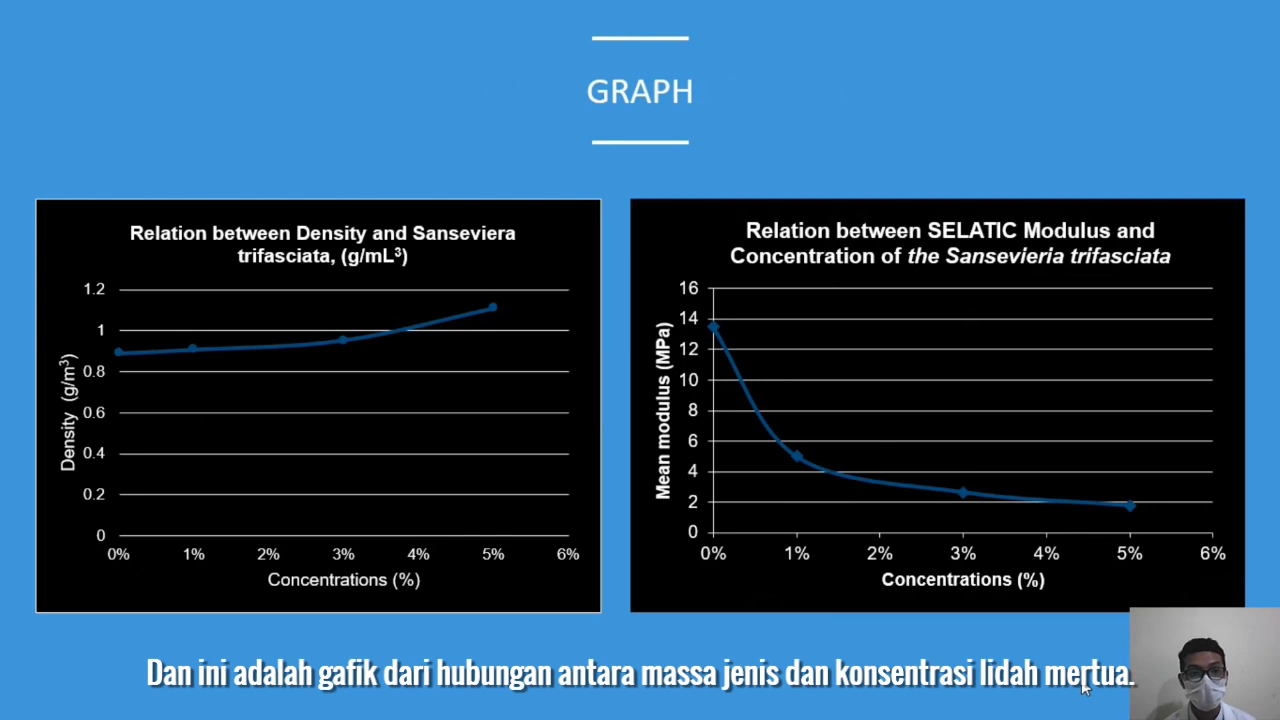 GRAPH
Relation between Density and Sanseviera
trifasciata, (g/mL³)
1.2
1
0.8
0.6
0.4
0.2
0
Density (g/m³)
0% 1% 2% 3% 4% 5% 6%
Concentrations (%)
Relation between SELATIC Modulus and
Concentration of the Sansevieria trifasciata
16
14
12
10
8
6
4
2
0
Mean modulus (MPa)
0% 1% 2% 3% 4% 5% 6%
Concentrations (%)
Dan ini adalah gafik dari hubungan antara massa jenis dan konsentrasi lidah mertua.